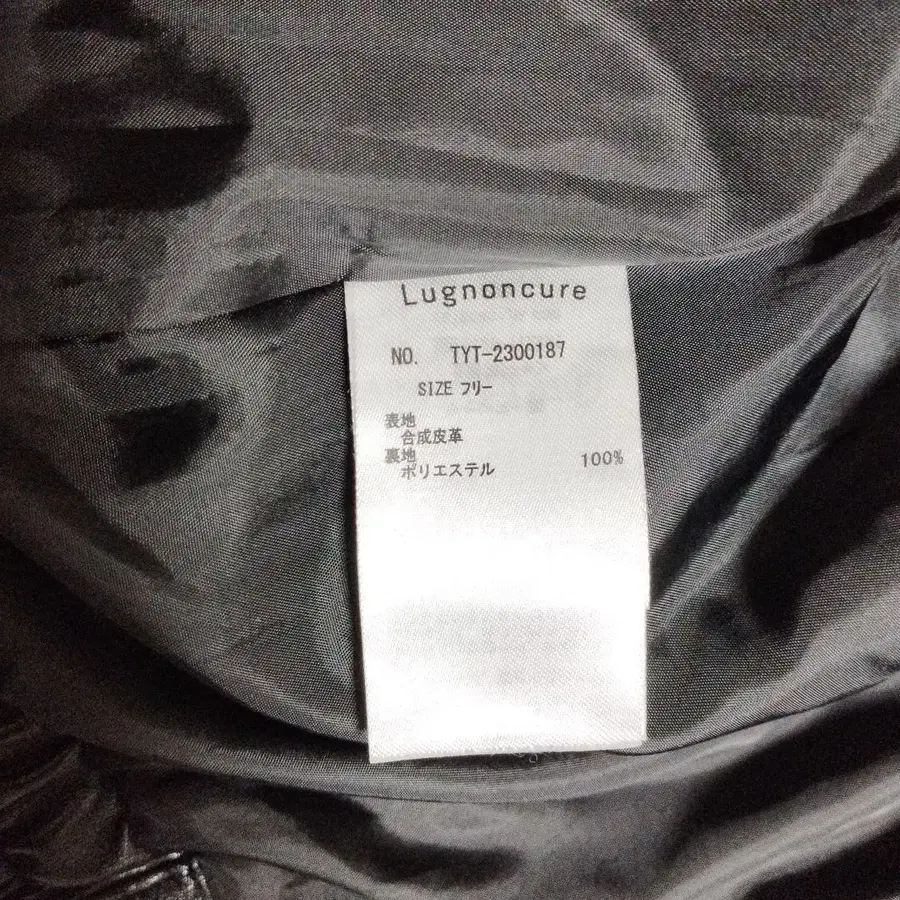 Lugnoncure
NO. TYT-2300187
SIZE フリー
表地
合成皮革
裏地
ポリエステル 100%